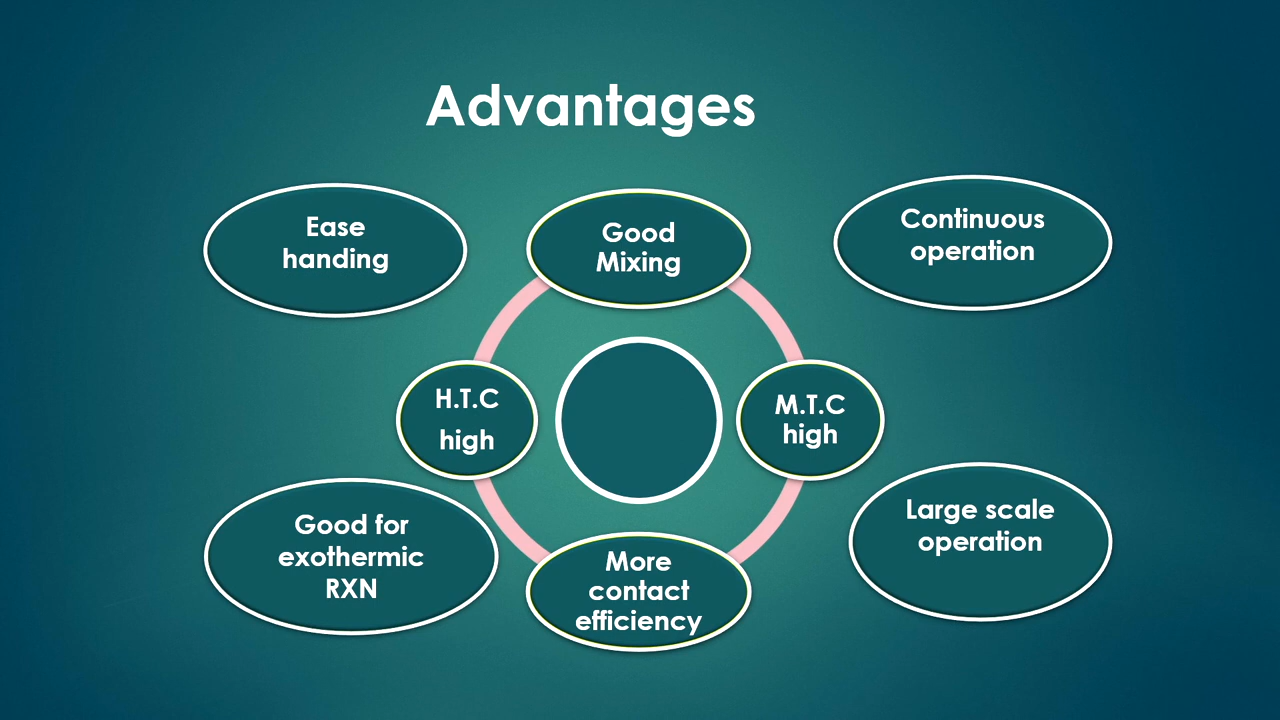 Advantages
Ease
handing
Good
Mixing
Continuous
operation
H.T.C
high
M.T.C
high
Good for
exothermic
RXN
More
contact
efficiency
Large scale
operation